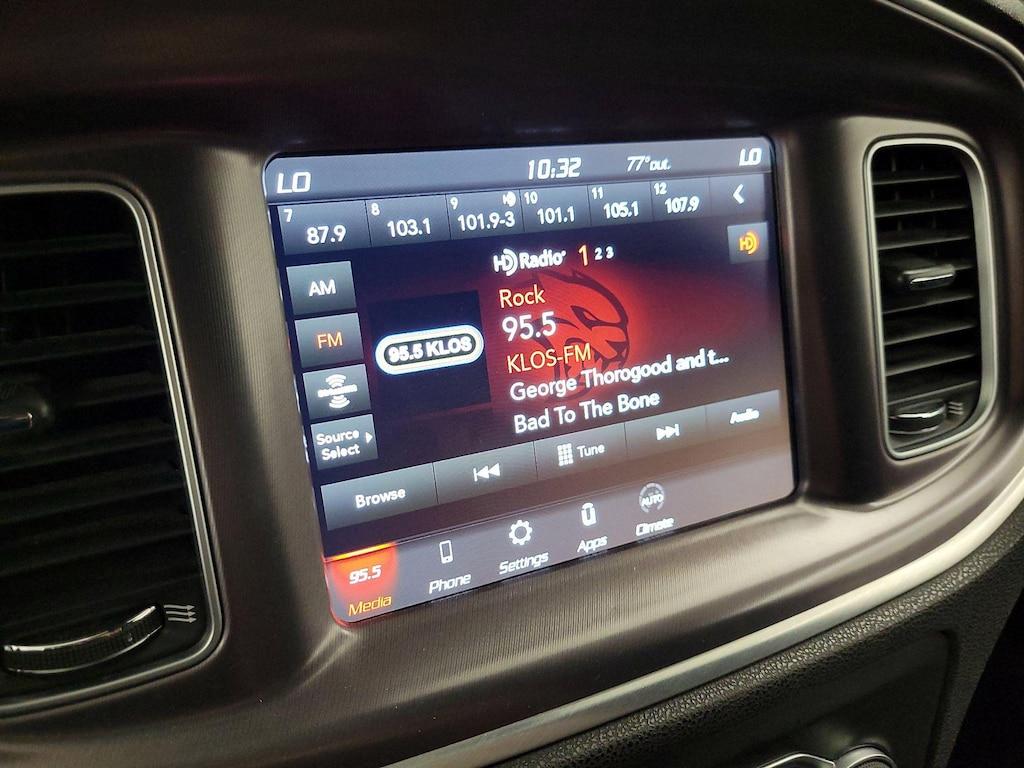 LO 10:32 77°out. LO
7 87.9 8 103.1 9 101.9-3 HD 10 101.1 11 105.1 12 107.9
HD Radio 1 2 3 HD
AM
Rock
FM
95.5 KLOS
95.5
KLOS-FM
George Thorogood and t...
Bad To The Bone
Source
Select
Browse Tune Audio
95.5 AUTO
Media Phone Settings Apps Climate